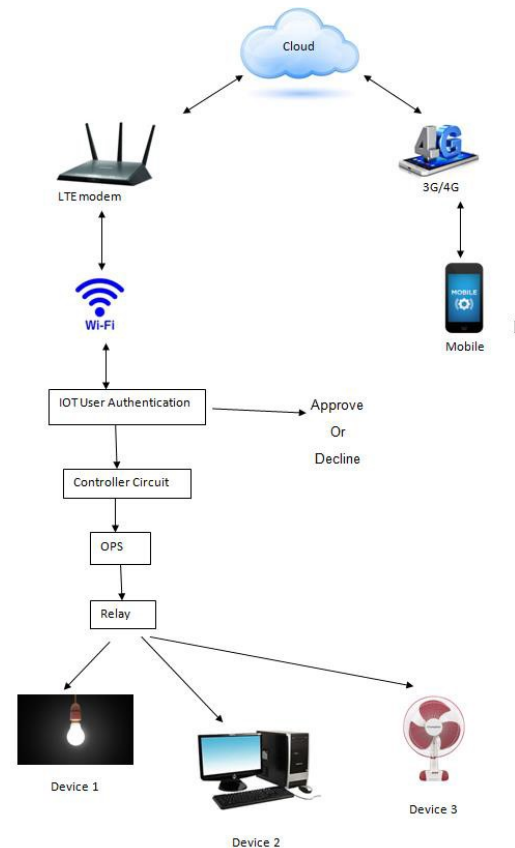 Cloud
4G
LTE modem
3G/4G
MOBILE
Wi-Fi
Mobile
IOT User Authentication
Approve
Or
Decline
Controller Circuit
OPS
Relay
Device 1
Device 3
Device 2